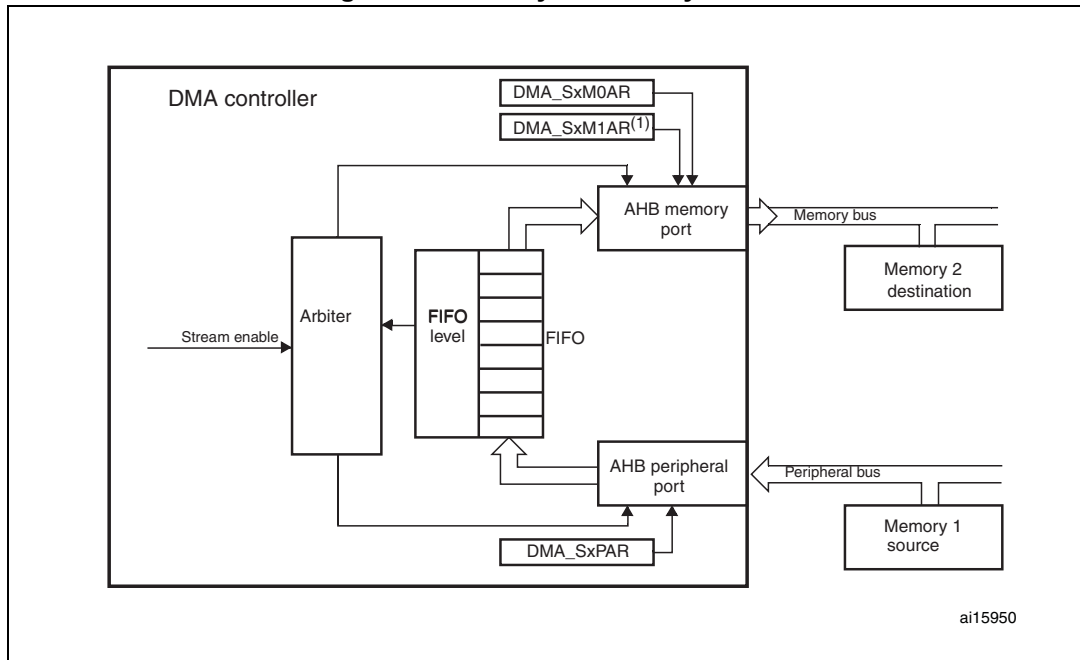 DMA controller
DMA_SxM0AR
DMA_SxM1AR(1)
AHB memory
port
Memory bus
Memory 2
destination
Arbiter
FIFO
level
FIFO
Stream enable
AHB peripheral
port
Peripheral bus
Memory 1
source
DMA_SxPAR
ai15950